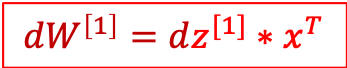 dW^{[1]} = dz^{[1]} * x^T